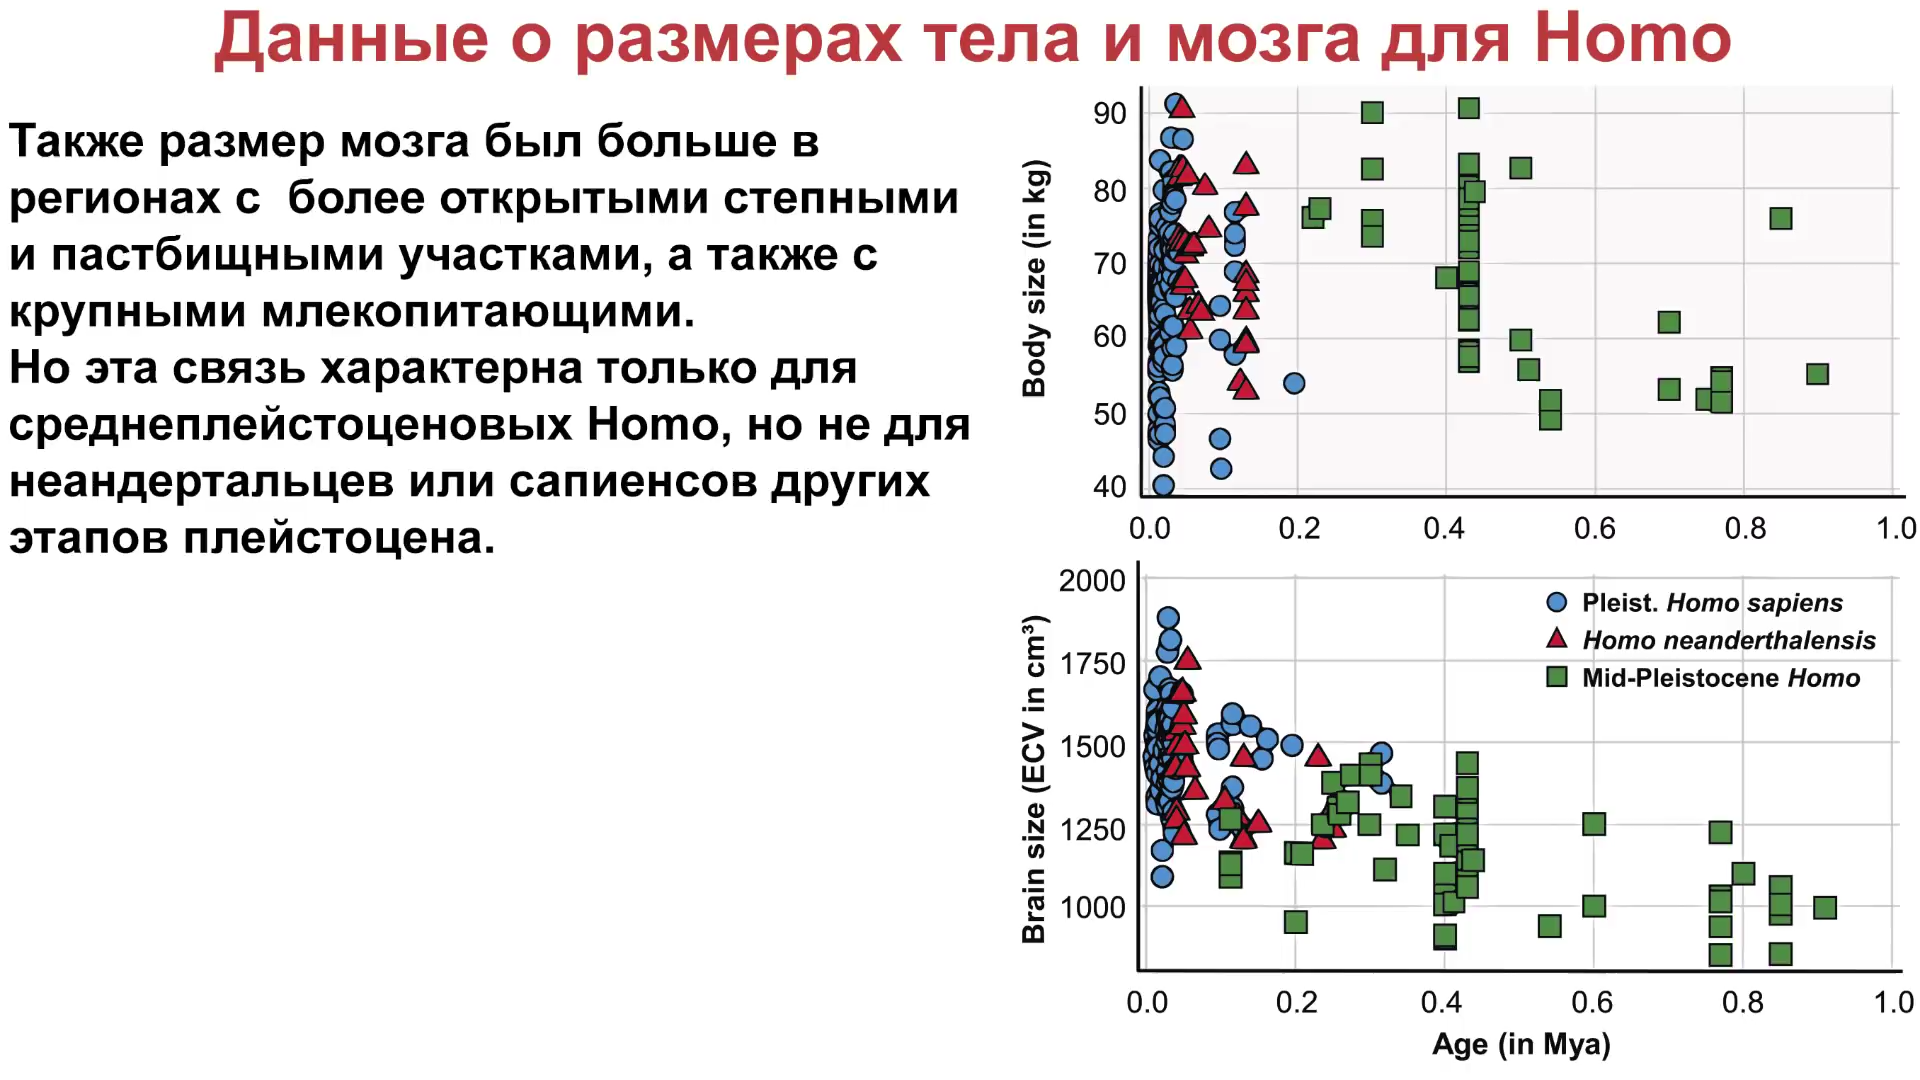 Данные о размерах тела и мозга для Homo
Также размер мозга был больше в
регионах с  более открытыми степными
и пастбищными участками, а также с
крупными млекопитающими.
Но эта связь характерна только для
среднеплейстоценовых Homo, но не для
неандертальцев или сапиенсов других
этапов плейстоцена.
Body size (in kg)
90
80
70
60
50
40
0.0 0.2 0.4 0.6 0.8 1.0
Brain size (ECV in cm³)
2000
1750
1500
1250
1000
Pleist. Homo sapiens
Homo neanderthalensis
Mid-Pleistocene Homo
0.0 0.2 0.4 0.6 0.8 1.0
Age (in Mya)